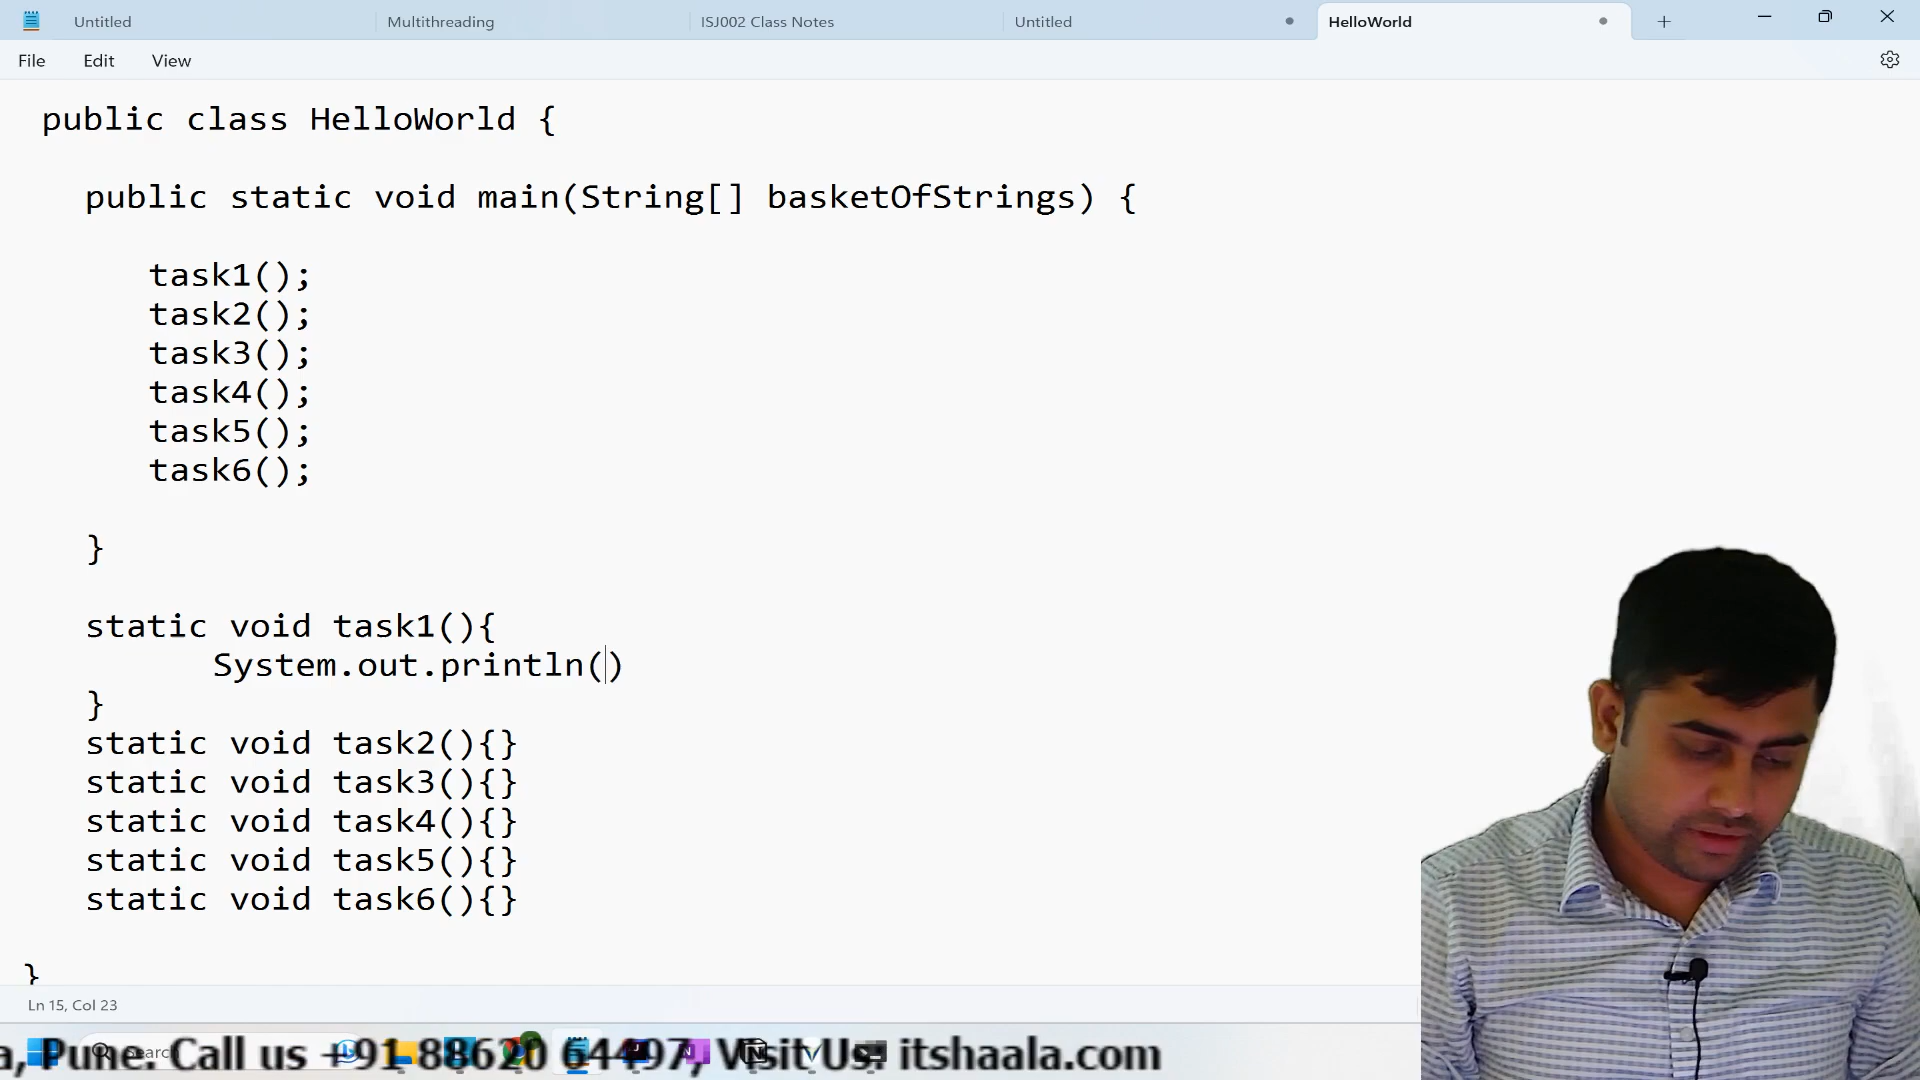 Untitled
Multithreading
ISJ002 Class Notes
Untitled
HelloWorld
File
Edit
View
public class HelloWorld {
public static void main(String[] basketOfStrings) {
task1();
task2();
task3();
task4();
task5();
task6();
}
static void task1(){
System.out.println()
}
static void task2(){}
static void task3(){}
static void task4(){}
static void task5(){}
static void task6(){}
}
Ln 15, Col 23
Search
a, Pune. Call us +91 88620 64497, Visit Us: itshaala.com